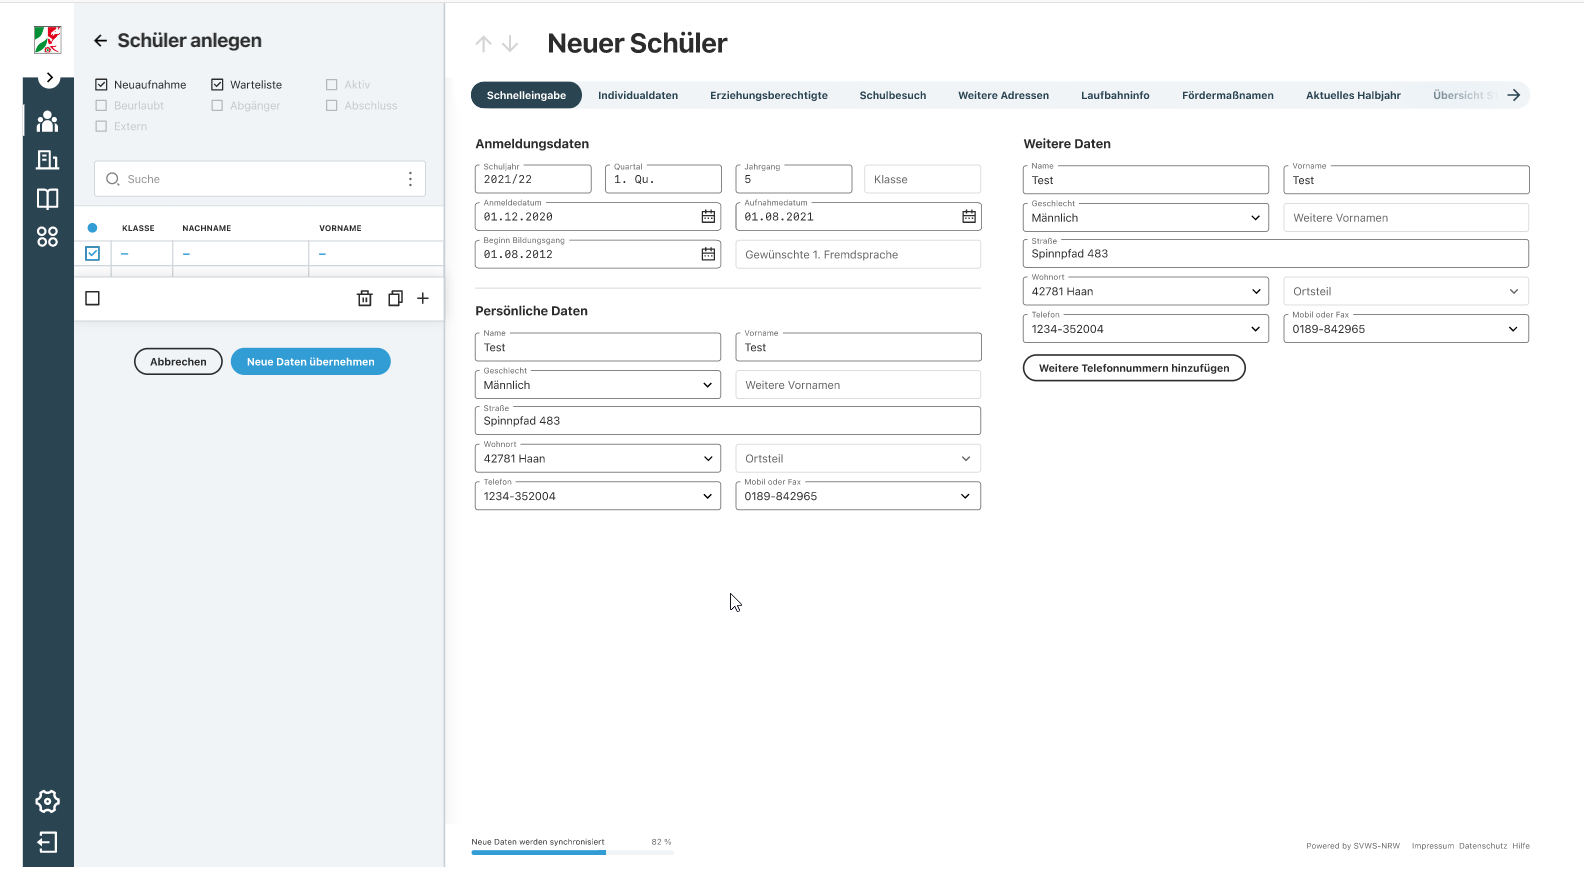 Schüler anlegen
Neuaufnahme Warteliste Aktiv
Beurlaubt Abgänger Abschluss
Extern
Suche
KLASSE NACHNAME VORNAME
– – –
Abbrechen Neue Daten übernehmen
Neuer Schüler
Schnelleingabe Individualdaten Erziehungsberechtigte Schulbesuch Weitere Adressen Laufbahninfo Fördermaßnamen Aktuelles Halbjahr Übersicht
Anmeldungsdaten
Schuljahr Quartal Jahrgang
2021/22 1. Qu. 5 Klasse
Anmeldedatum Aufnahmedatum
01.12.2020 01.08.2021
Beginn Bildungsgang
01.08.2012 Gewünschte 1. Fremdsprache
Persönliche Daten
Name Vorname
Test Test
Geschlecht
Männlich Weitere Vornamen
Straße
Spinnpfad 483
Wohnort
42781 Haan Ortsteil
Telefon Mobil oder Fax
1234-352004 0189-842965
Weitere Daten
Name Vorname
Test Test
Geschlecht
Männlich Weitere Vornamen
Straße
Spinnpfad 483
Wohnort
42781 Haan Ortsteil
Telefon Mobil oder Fax
1234-352004 0189-842965
Weitere Telefonnummern hinzufügen
Neue Daten werden synchronisiert 82 %
Powered by SVWS-NRW Impressum Datenschutz Hilfe